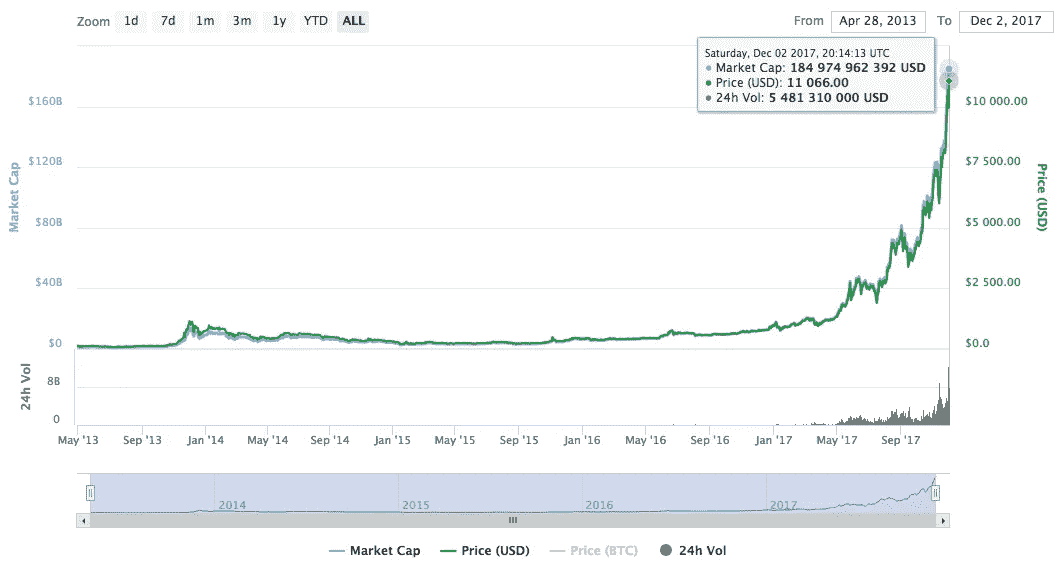 Zoom 1d 7d 1m 3m 1y YTD ALL
From Apr 28, 2013 To Dec 2, 2017
Saturday, Dec 02 2017, 20:14:13 UTC
Market Cap: 184 974 962 392 USD
Price (USD): 11 066.00
24h Vol: 5 481 310 000 USD
Market Cap
$160B
$120B
$80B
$40B
$0
Price (USD)
$10 000.00
$7 500.00
$5 000.00
$2 500.00
$0.0
24h Vol
8B
0
May '13 Sep '13 Jan '14 May '14 Sep '14 Jan '15 May '15 Sep '15 Jan '16 May '16 Sep '16 Jan '17 May '17 Sep '17
2014 2015 2016 2017
Market Cap Price (USD) Price (BTC) 24h Vol